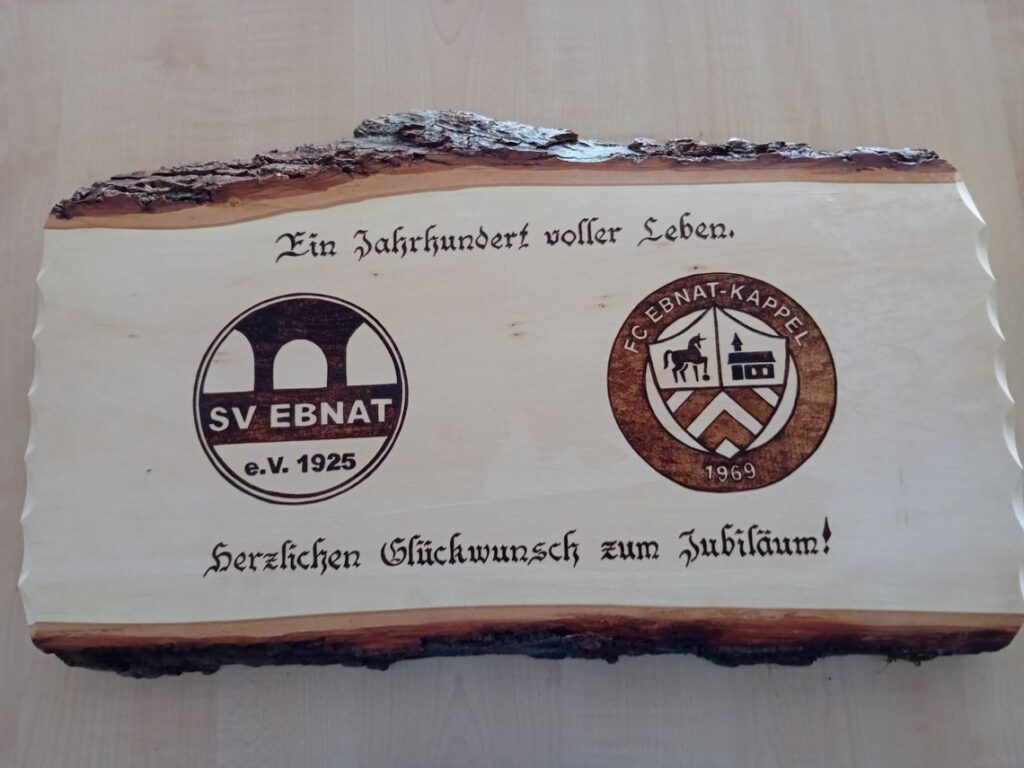 Ein Jahrhundert voller Leben.
SV EBNAT
e.V. 1925
FC EBNAT-KAPPEL
1969
Herzlichen Glückwunsch zum Jubiläum!